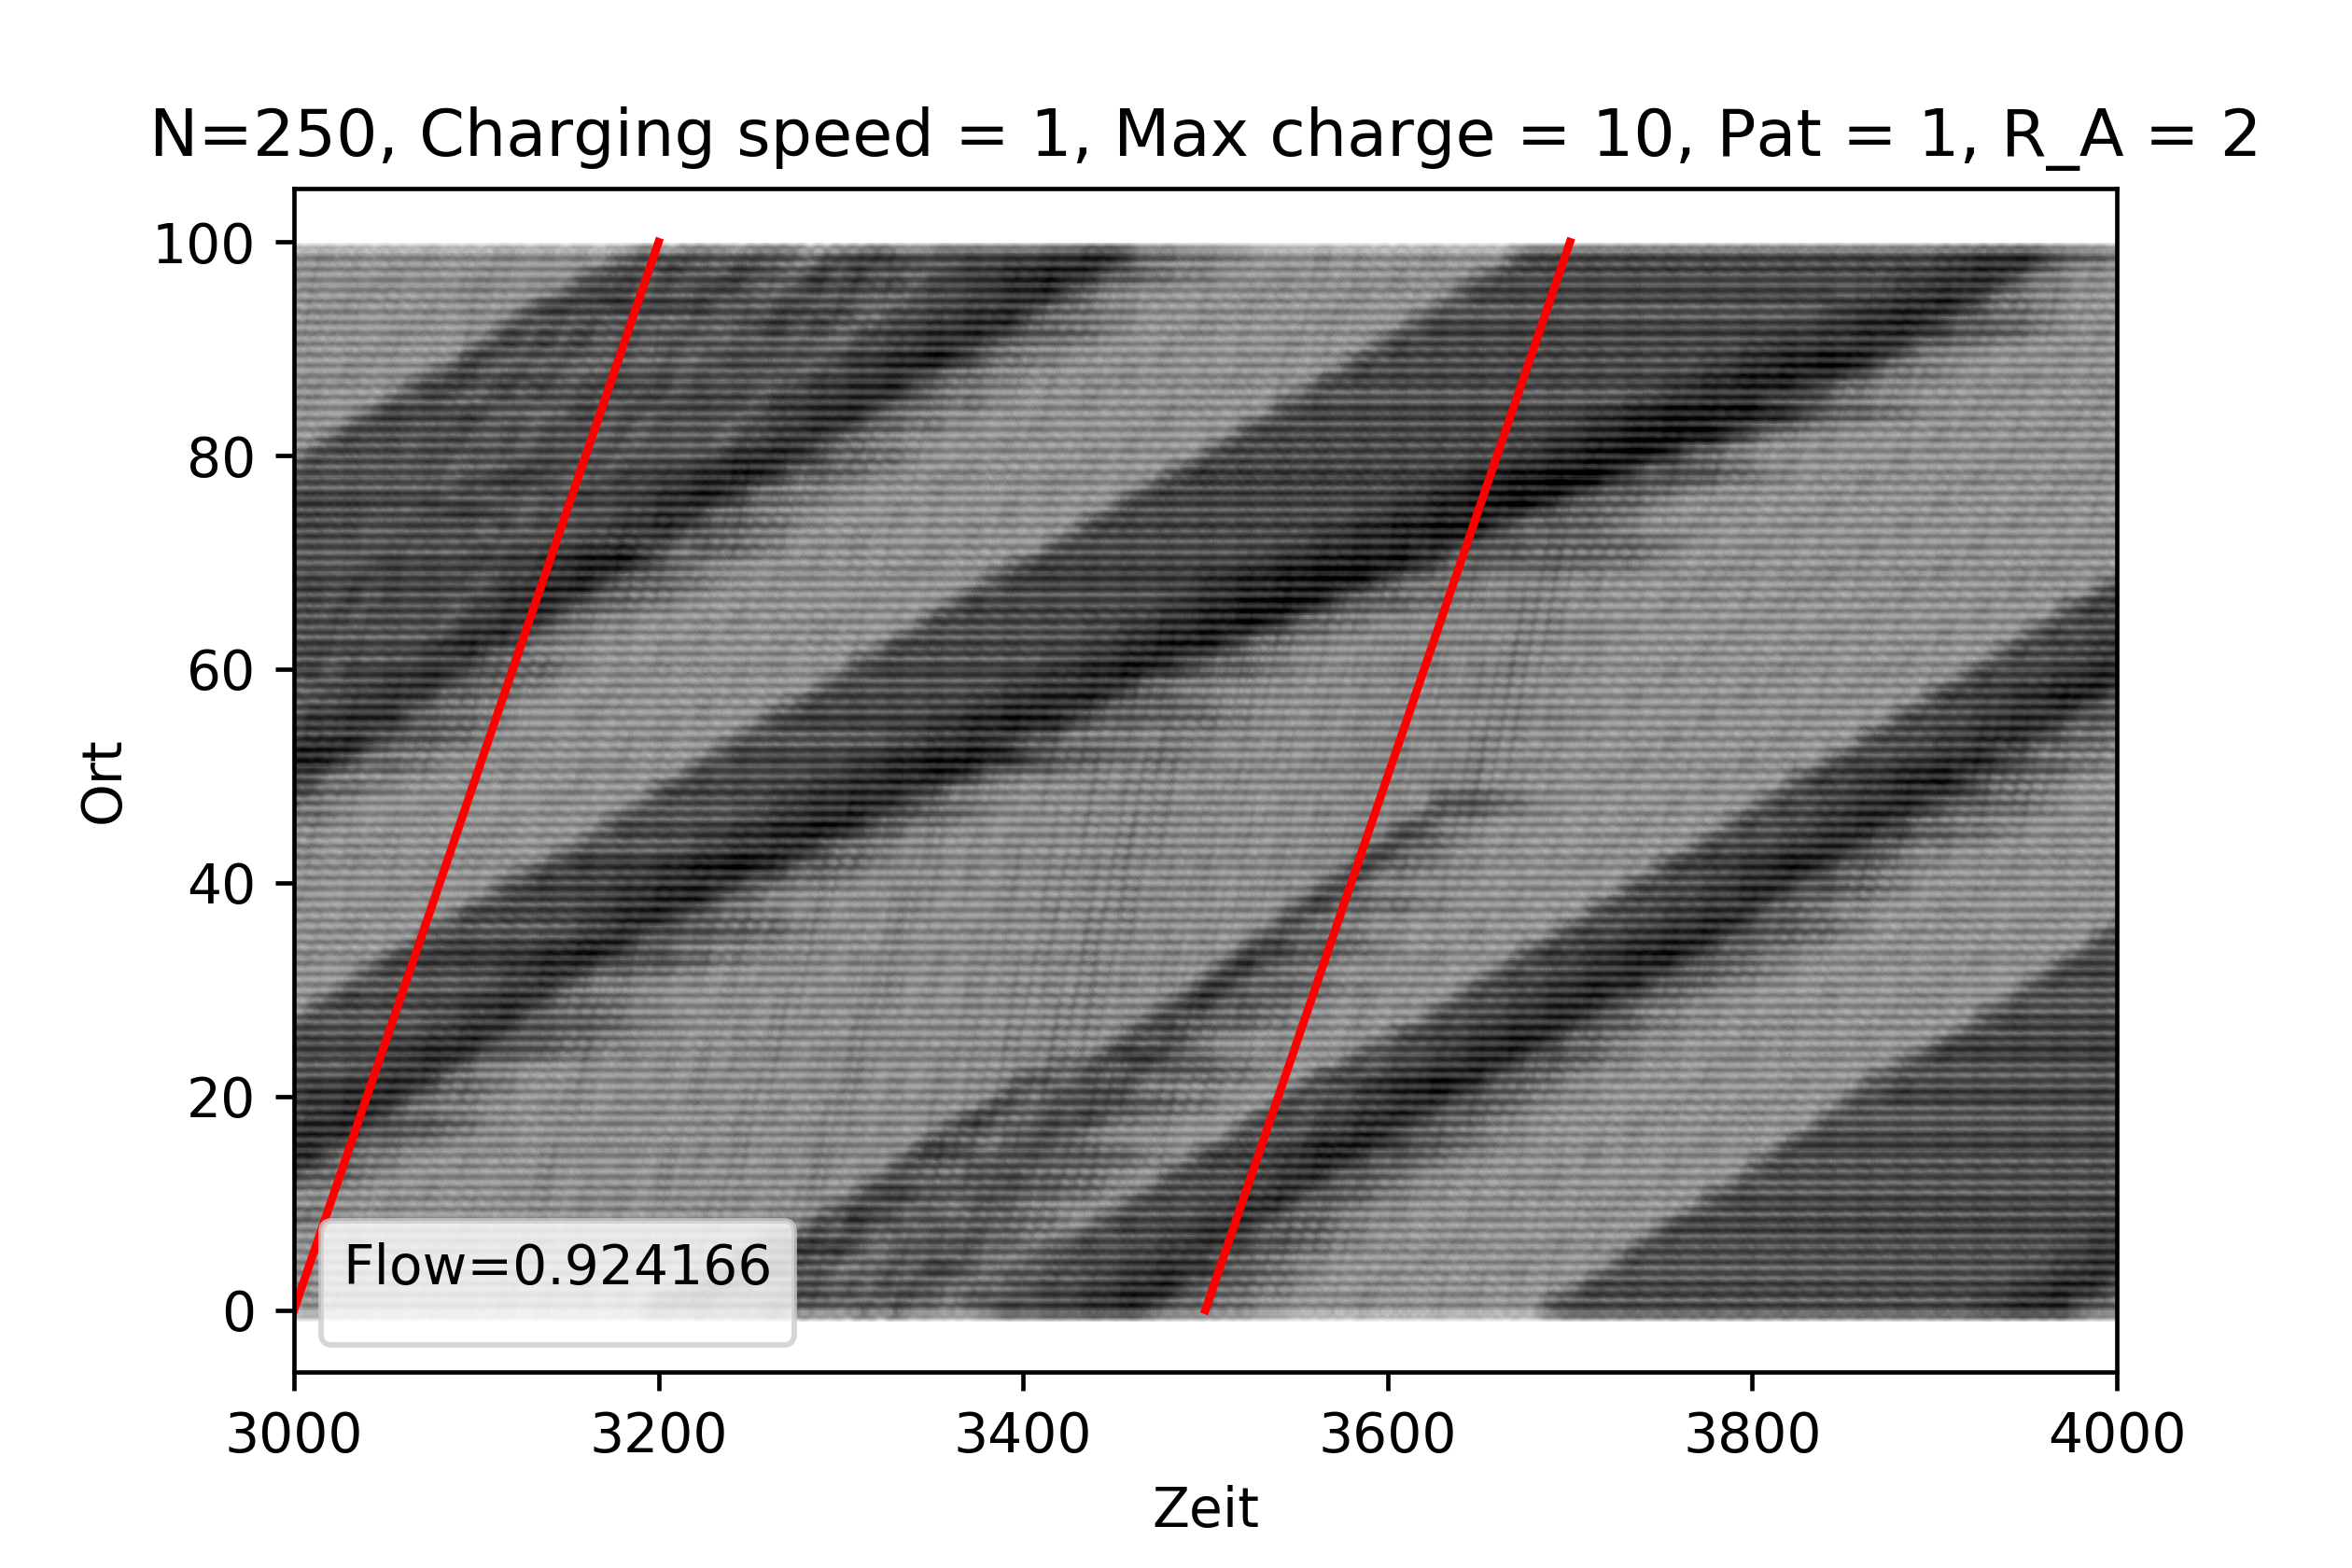 N=250, Charging speed = 1, Max charge = 10, Pat = 1, R_A = 2
100
80
60
40
20
0
Ort
Flow=0.924166
3000 3200 3400 3600 3800 4000
Zeit